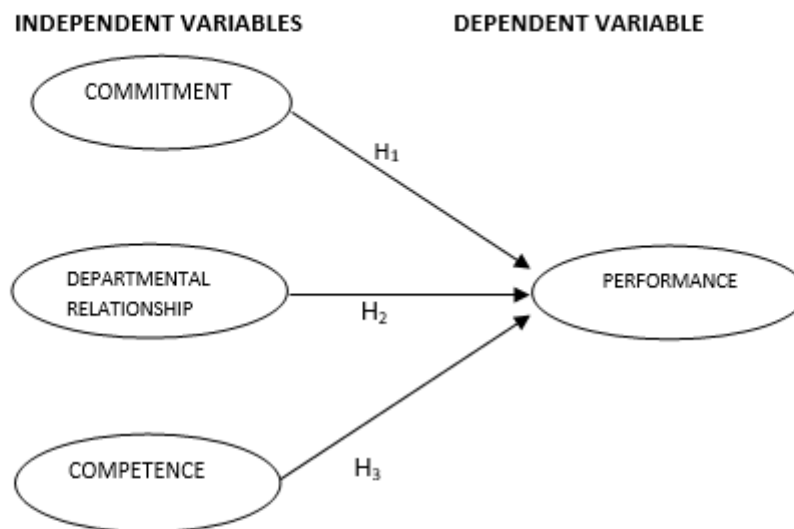 INDEPENDENT VARIABLES
DEPENDENT VARIABLE
COMMITMENT
H₁
DEPARTMENTAL
RELATIONSHIP
H₂
PERFORMANCE
COMPETENCE
H₃